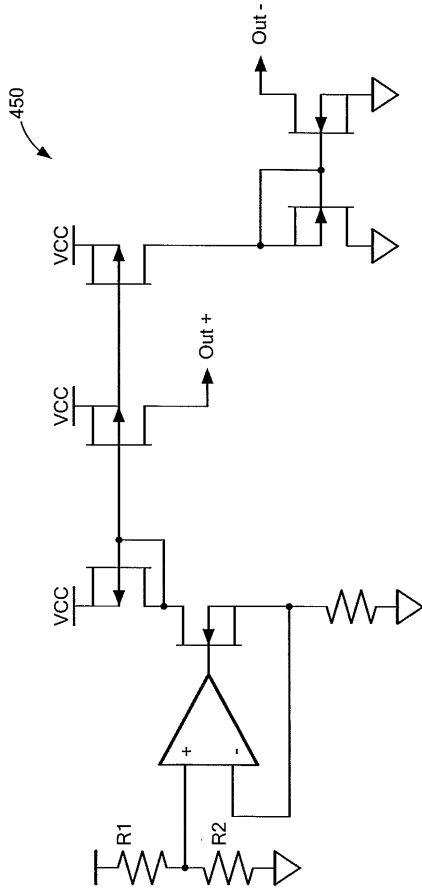 450
VCC
VCC
VCC
Out +
Out -
R1
R2
+
-